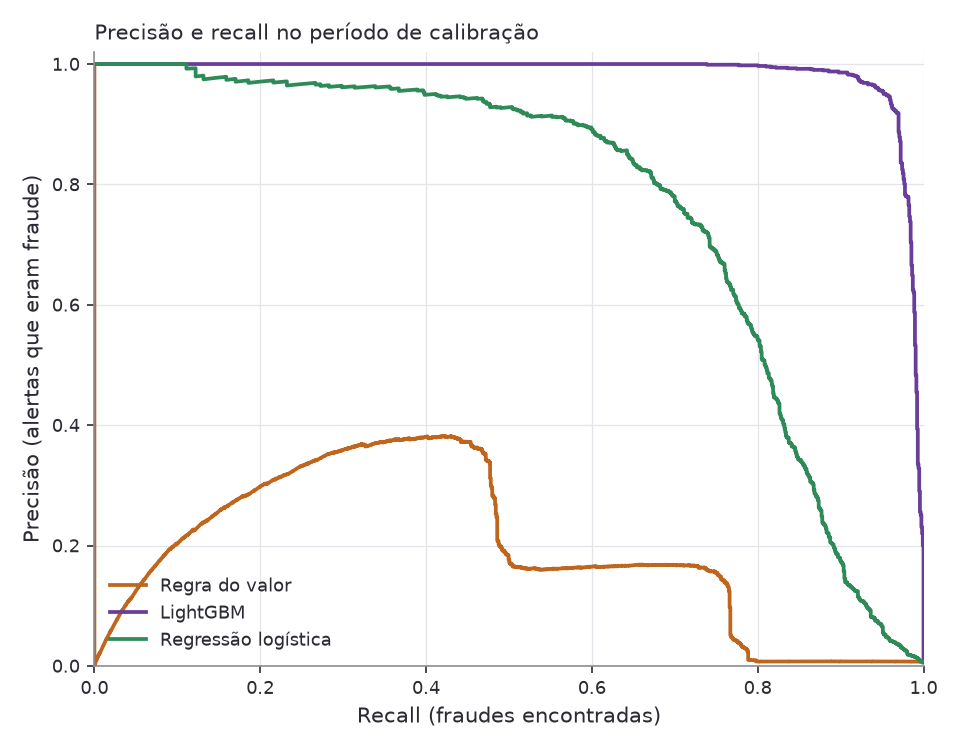 Precisão e recall no período de calibração
Precisão (alertas que eram fraude)
1.0
0.8
0.6
0.4
0.2
0.0
Regra do valor
LightGBM
Regressão logística
0.0 0.2 0.4 0.6 0.8 1.0
Recall (fraudes encontradas)